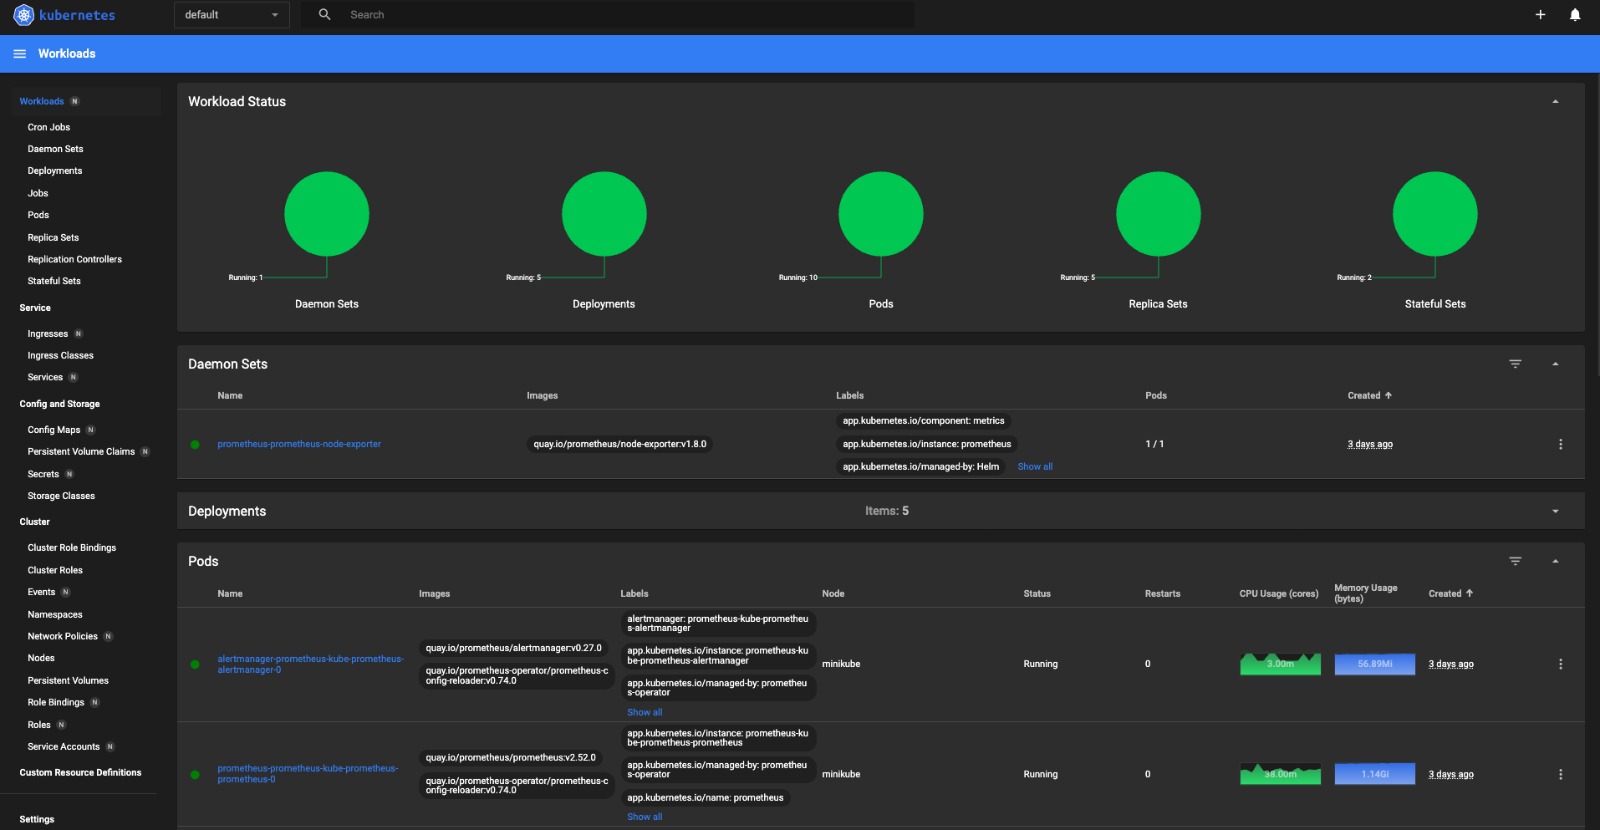 kubernetes
default
Search
Workloads
Workloads N
Cron Jobs
Daemon Sets
Deployments
Jobs
Pods
Replica Sets
Replication Controllers
Stateful Sets
Service
Ingresses N
Ingress Classes
Services N
Config and Storage
Config Maps N
Persistent Volume Claims N
Secrets N
Storage Classes
Cluster
Cluster Role Bindings
Cluster Roles
Events N
Namespaces
Network Policies N
Nodes
Persistent Volumes
Role Bindings N
Roles N
Service Accounts N
Custom Resource Definitions
Settings
Workload Status
Running: 1
Daemon Sets
Running: 5
Deployments
Running: 10
Pods
Running: 5
Replica Sets
Running: 2
Stateful Sets
Daemon Sets
Name Images Labels Pods Created
prometheus-prometheus-node-exporter
quay.io/prometheus/node-exporter:v1.8.0
app.kubernetes.io/component: metrics
app.kubernetes.io/instance: prometheus
app.kubernetes.io/managed-by: Helm
Show all
1 / 1
3 days ago
Deployments Items: 5
Pods
Name Images Labels Node Status Restarts CPU Usage (cores) Memory Usage
(bytes) Created
alertmanager-prometheus-kube-prometheus-
alertmanager-0
quay.io/prometheus/alertmanager:v0.27.0
quay.io/prometheus-operator/prometheus-c
onfig-reloader:v0.74.0
alertmanager: prometheus-kube-prometheu
s-alertmanager
app.kubernetes.io/instance: prometheus-ku
be-prometheus-alertmanager
app.kubernetes.io/managed-by: prometheu
s-operator
Show all
minikube
Running
0
3.00m
56.89Mi
3 days ago
prometheus-prometheus-kube-prometheus-
prometheus-0
quay.io/prometheus/prometheus:v2.52.0
quay.io/prometheus-operator/prometheus-c
onfig-reloader:v0.74.0
app.kubernetes.io/instance: prometheus-ku
be-prometheus-prometheus
app.kubernetes.io/managed-by: prometheu
s-operator
app.kubernetes.io/name: prometheus
Show all
minikube
Running
0
38.00m
1.14Gi
3 days ago